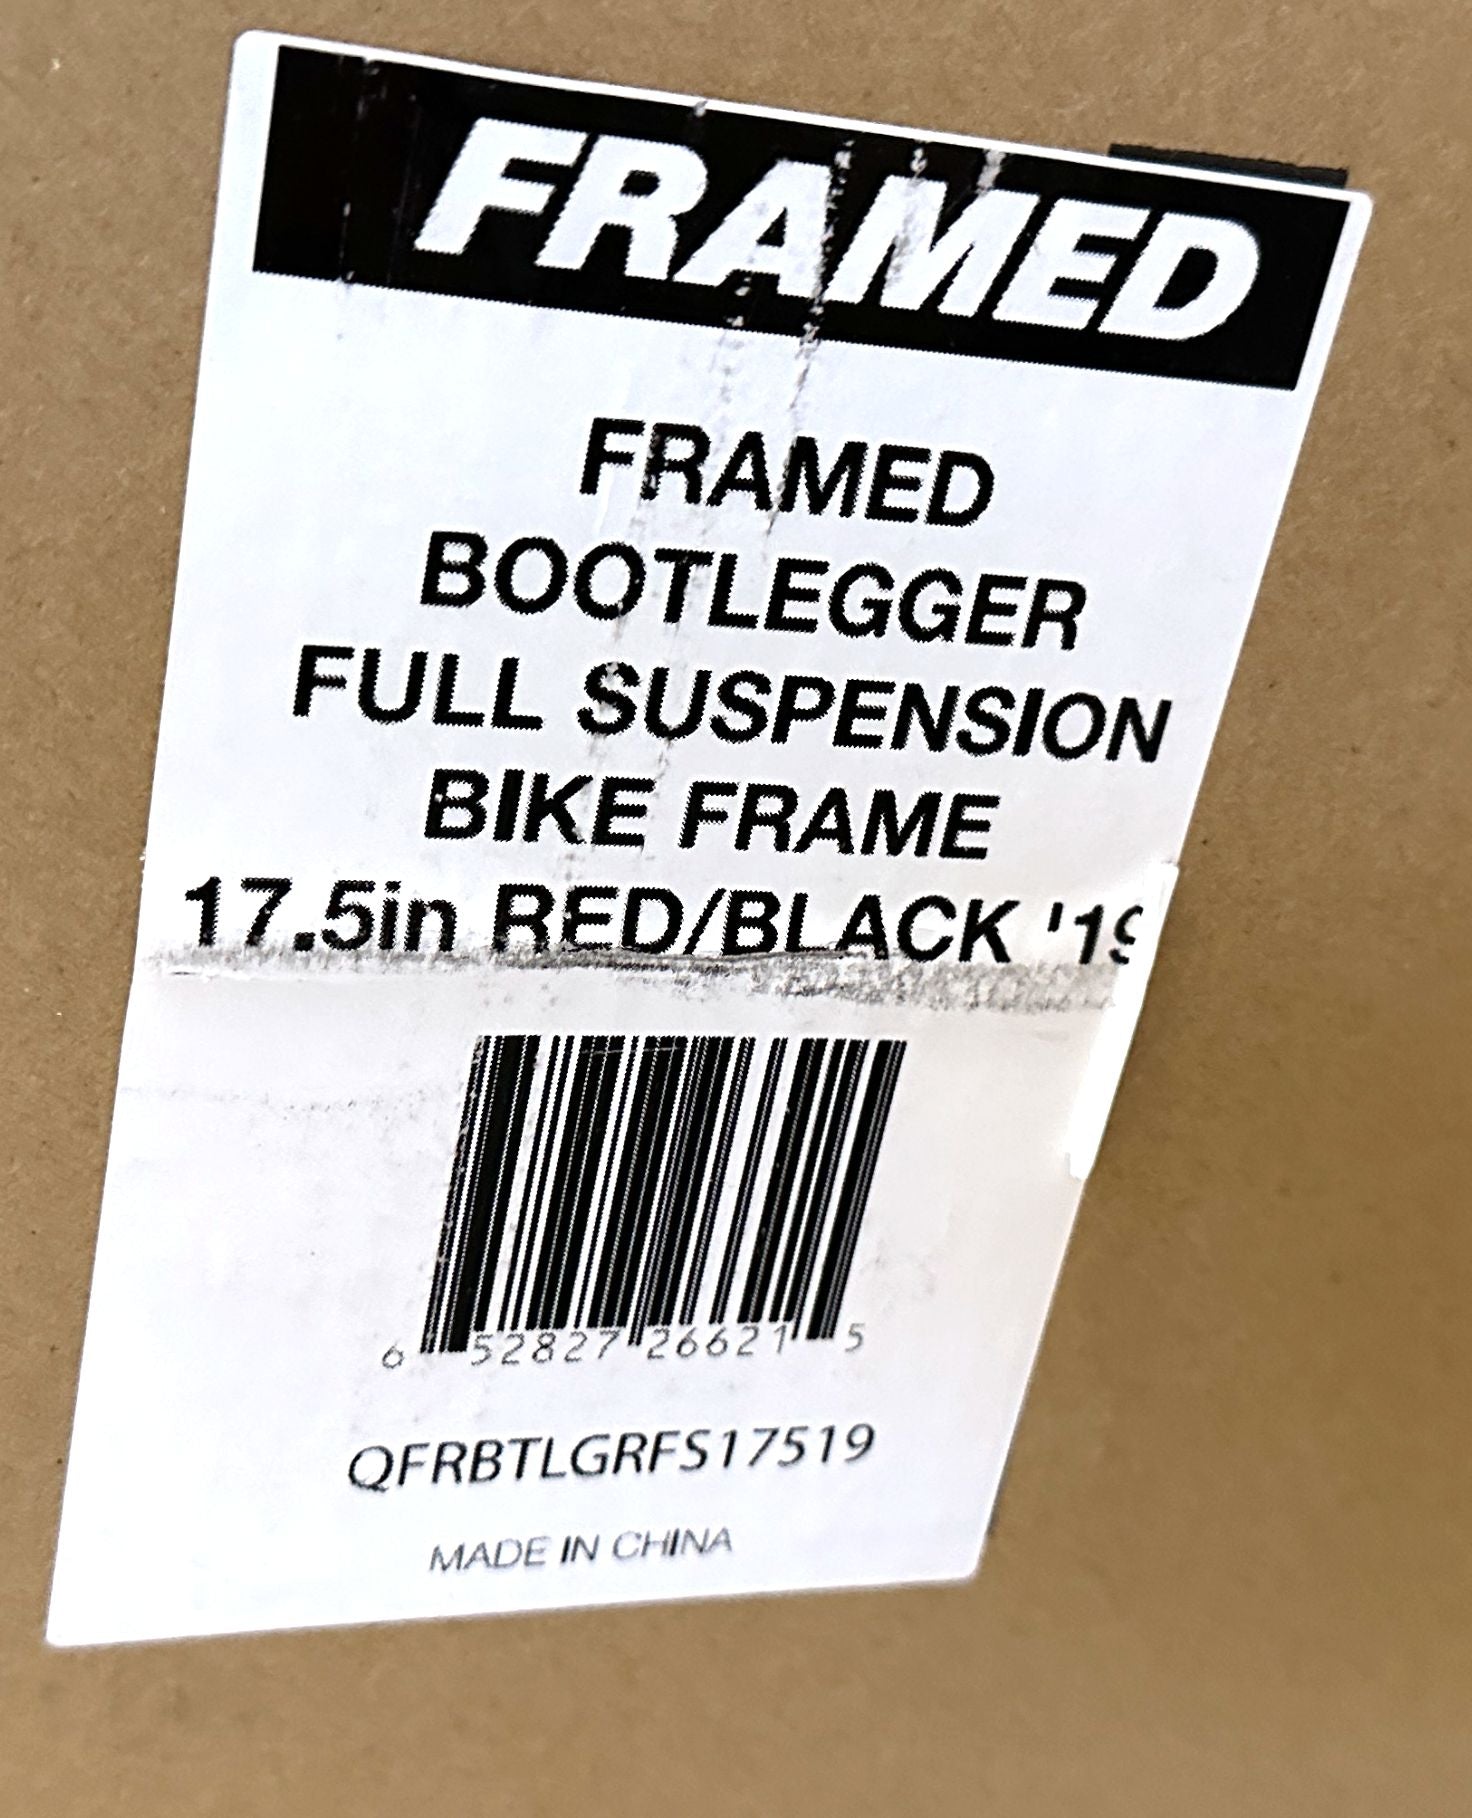 FRAMED
FRAMED
BOOTLEGGER
FULL SUSPENSION
BIKE FRAME
17.5in RED/BLACK '19
6 52827 26621 5
QFRBTLGRFS17519
MADE IN CHINA